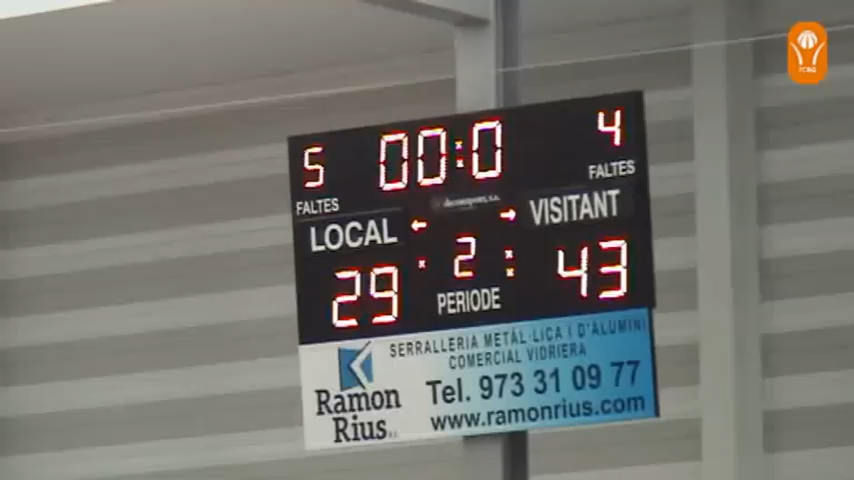 5 00:0 4
FALTES FALTES
LOCAL VISITANT
29 2 43
PERIODE
SERRALLERIA METÀL·LICA I D'ALUMINI
COMERCIAL VIDRIERA
Ramon
Rius
Tel. 973 31 09 77
www.ramonrius.com